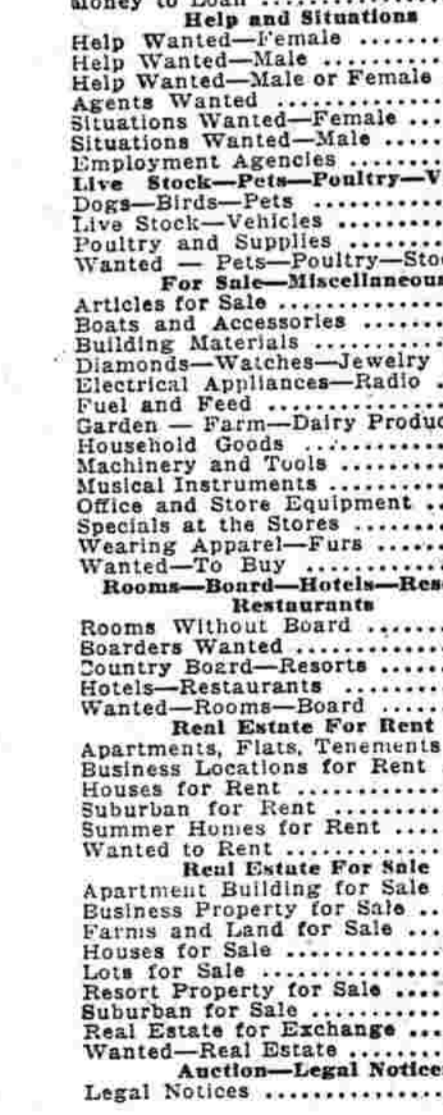 Money to Loan ..............
Help and Situations
Help Wanted—Female ........
Help Wanted—Male ..........
Help Wanted—Male or Female
Agents Wanted ..............
Situations Wanted—Female ...
Situations Wanted—Male .....
Employment Agencies ........
Live Stock—Pets—Poultry—V
Dogs—Birds—Pets ............
Live Stock—Vehicles .........
Poultry and Supplies ........
Wanted — Pets—Poultry—Sto
For Sale—Miscellaneous
Articles for Sale ............
Boats and Accessories .......
Building Materials ..........
Diamonds—Watches—Jewelry
Electrical Appliances—Radio .
Fuel and Feed ..............
Garden — Farm—Dairy Produc
Household Goods ............
Machinery and Tools ........
Musical Instruments .........
Office and Store Equipment ..
Specials at the Stores .......
Wearing Apparel—Furs ......
Wanted—To Buy ............
Rooms—Board—Hotels—Res
Restaurants
Rooms Without Board .......
Boarders Wanted ............
Country Board—Resorts ......
Hotels—Restaurants .........
Wanted—Rooms—Board ......
Real Estate For Rent
Apartments, Flats, Tenements
Business Locations for Rent .
Houses for Rent ............
Suburban for Rent ..........
Summer Homes for Rent ....
Wanted to Rent .............
Real Estate For Sale
Apartment Building for Sale
Business Property for Sale ..
Farms and Land for Sale ....
Houses for Sale .............
Lots for Sale ...............
Resort Property for Sale .....
Suburban for Sale ...........
Real Estate for Exchange ....
Wanted—Real Estate .........
Auction—Legal Notices
Legal Notices ...............